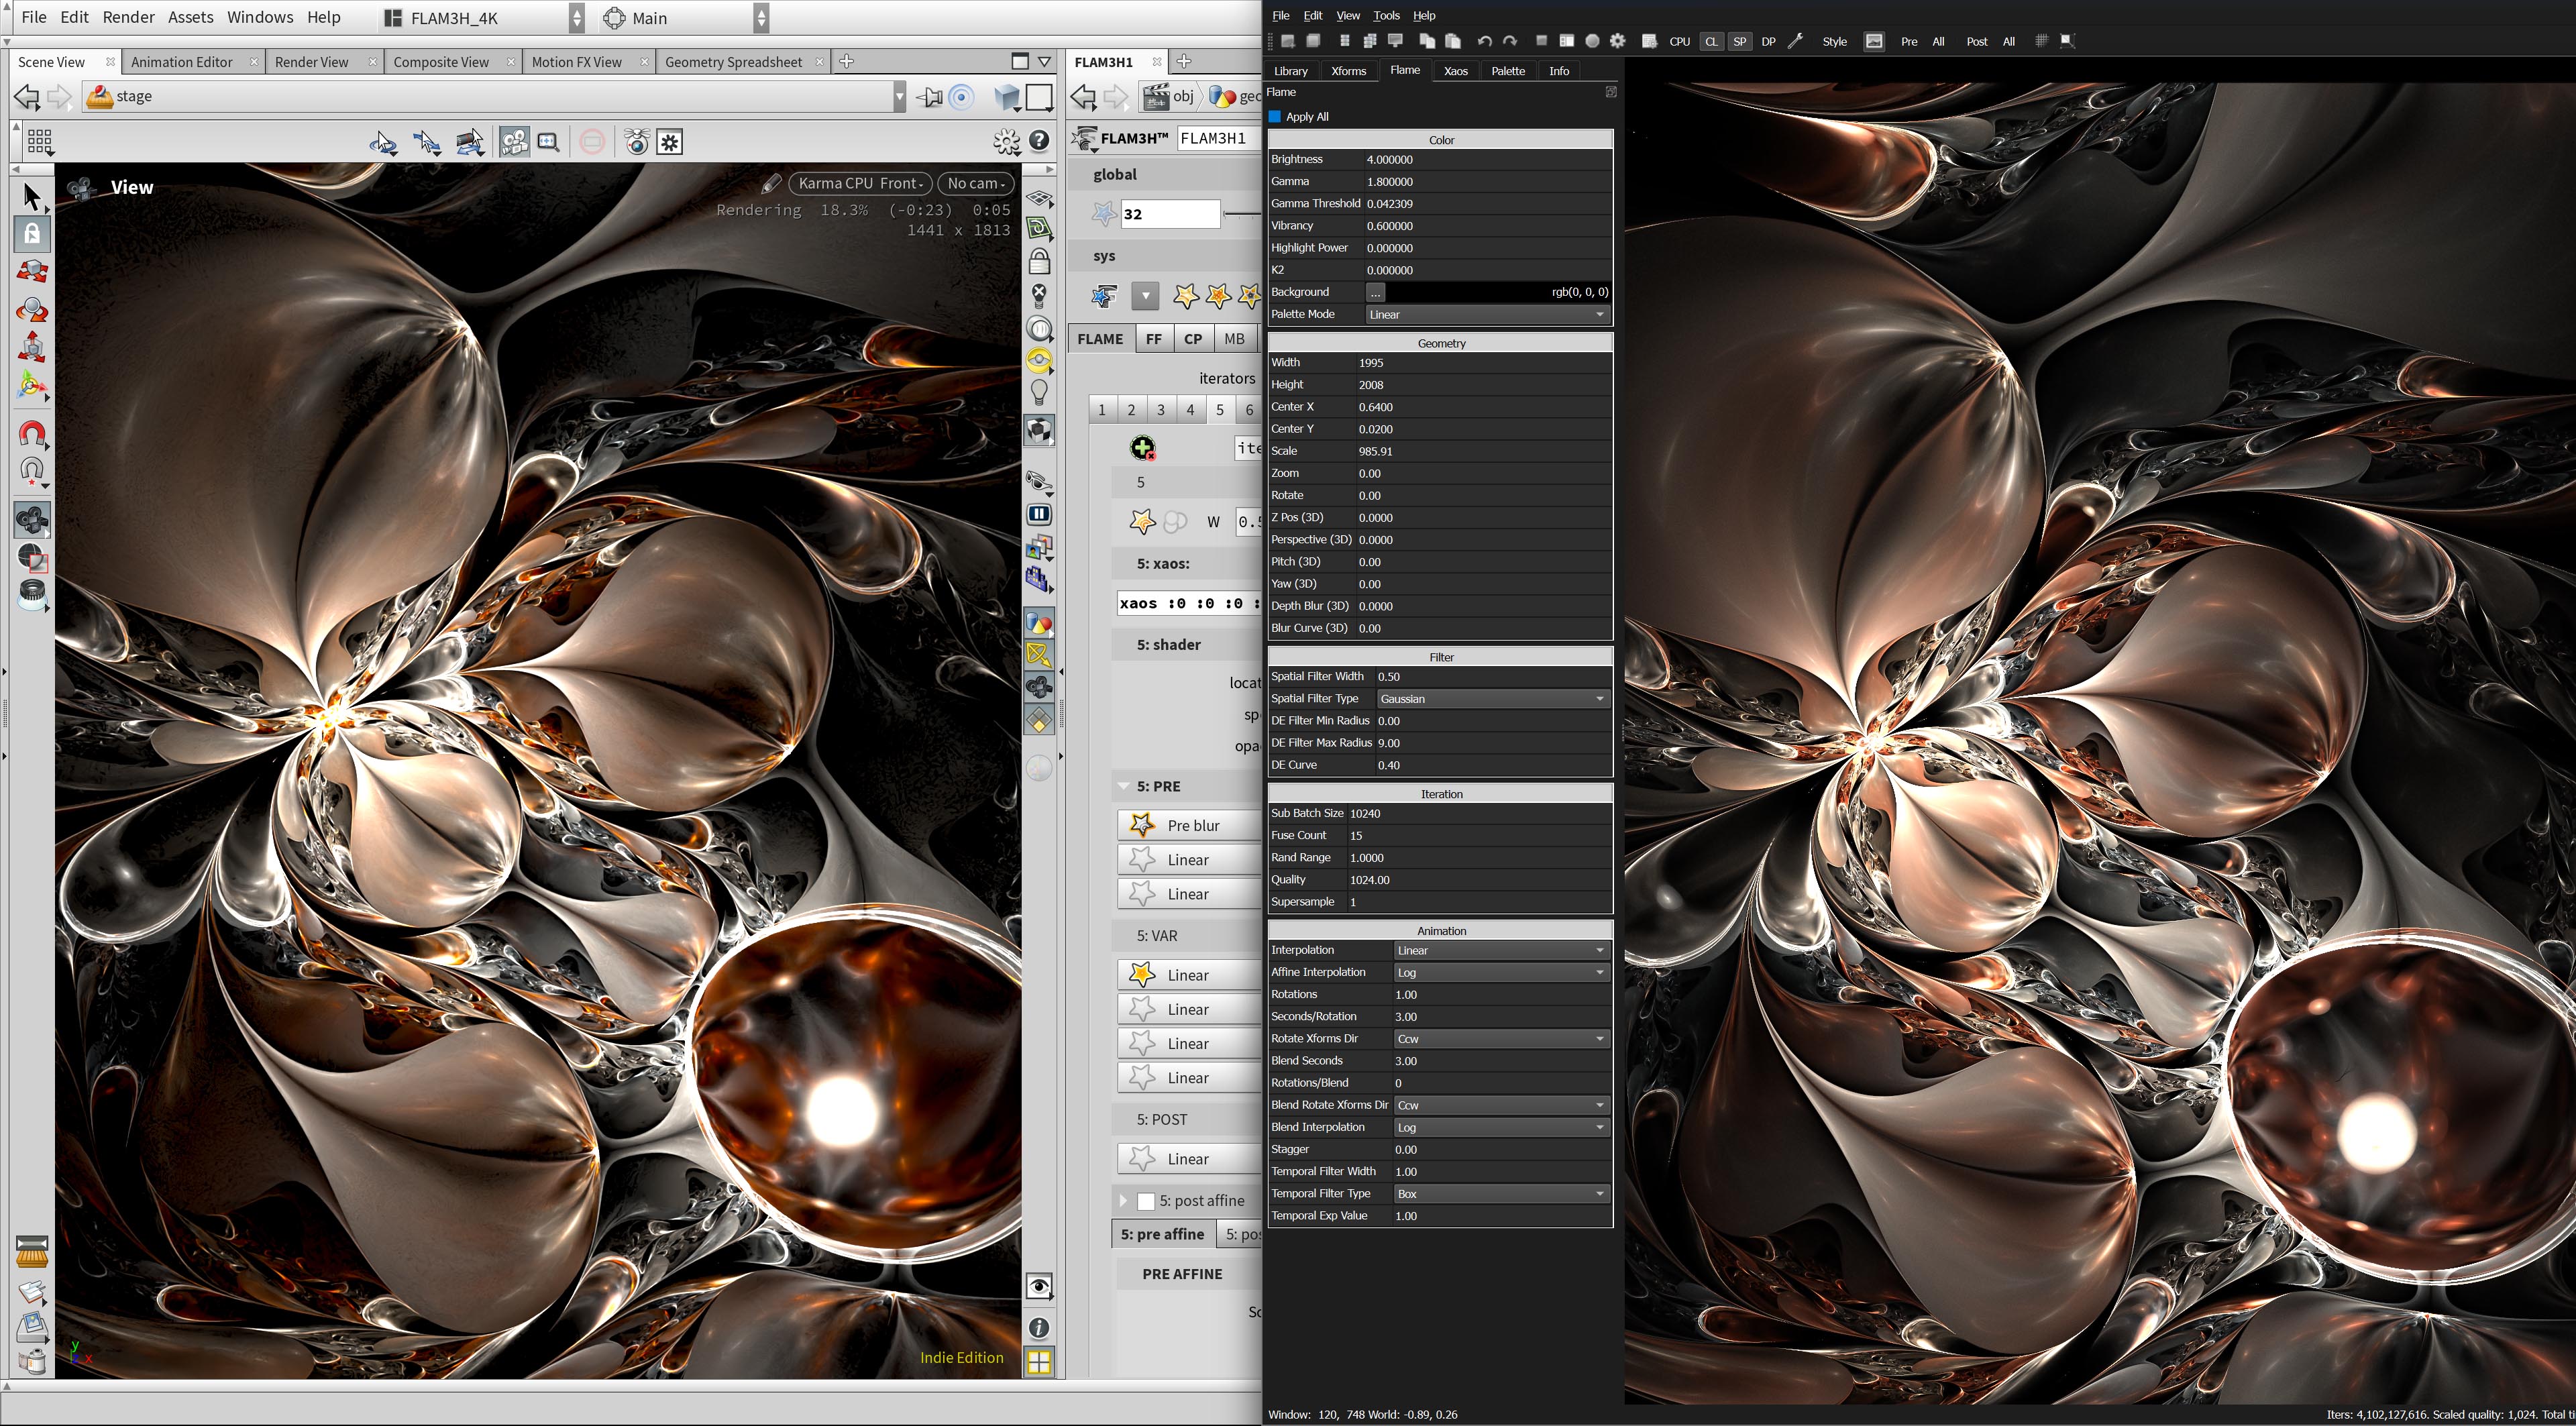 File Edit Render Assets Windows Help FLAM3H_4K Main
Scene View Animation Editor Render View Composite View Motion FX View Geometry Spreadsheet
stage
View
Karma CPU Front No cam
Rendering 18.3% (-0:23) 0:05
1441 x 1813
Indie Edition
y
x
FLAM3H1
obj
FLAM3H™ FLAM3H1
global
32
sys
FLAME FF CP MB
iterators
1 2 3 4 5 6
5
W
5: xaos:
xaos :0 :0 :0 :
5: shader
5: PRE
Pre blur
Linear
Linear
5: VAR
Linear
Linear
Linear
Linear
5: POST
Linear
5: post affine
5: pre affine
PRE AFFINE
File Edit View Tools Help
CPU CL SP DP Style Pre All Post All
Library Xforms Flame Xaos Palette Info
Flame
Apply All
Color
Brightness 4.000000
Gamma 1.800000
Gamma Threshold 0.042309
Vibrancy 0.600000
Highlight Power 0.000000
K2 0.000000
Background ... rgb(0, 0, 0)
Palette Mode Linear
Geometry
Width 1995
Height 2008
Center X 0.6400
Center Y 0.0200
Scale 985.91
Zoom 0.00
Rotate 0.00
Z Pos (3D) 0.0000
Perspective (3D) 0.0000
Pitch (3D) 0.00
Yaw (3D) 0.00
Depth Blur (3D) 0.0000
Blur Curve (3D) 0.00
Filter
Spatial Filter Width 0.50
Spatial Filter Type Gaussian
DE Filter Min Radius 0.00
DE Filter Max Radius 9.00
DE Curve 0.40
Iteration
Sub Batch Size 10240
Fuse Count 15
Rand Range 1.0000
Quality 1024.00
Supersample 1
Animation
Interpolation Linear
Affine Interpolation Log
Rotations 1.00
Seconds/Rotation 3.00
Rotate Xforms Dir Ccw
Blend Seconds 3.00
Rotations/Blend 0
Blend Rotate Xforms Dir Ccw
Blend Interpolation Log
Stagger 0.00
Temporal Filter Width 1.00
Temporal Filter Type Box
Temporal Exp Value 1.00
Window: 120, 748 World: -0.89, 0.26
Iters: 4,102,127,616. Scaled quality: 1,024. Total